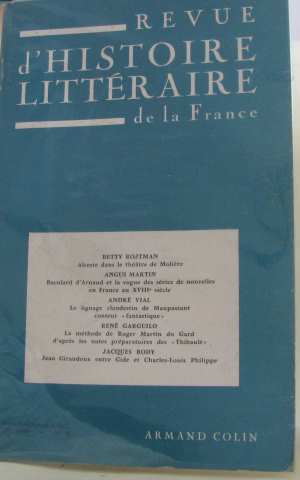 REVUE
d'HISTOIRE
LITTÉRAIRE
de la France
BETTY ROJTMAN
Alceste dans le théâtre de Molière
ANGUS MARTIN
Baculard d'Arnaud et la vogue des séries de nouvelles
en France au XVIIIe siècle
ANDRÉ VIAL
Le lignage clandestin de Maupassant
conteur « fantastique »
RENÉ GARGUILO
La méthode de Roger Martin du Gard
d'après les notes préparatoires des « Thibault »
JACQUES BODY
Jean Giraudoux entre Gide et Charles-Louis Philippe
ARMAND COLIN